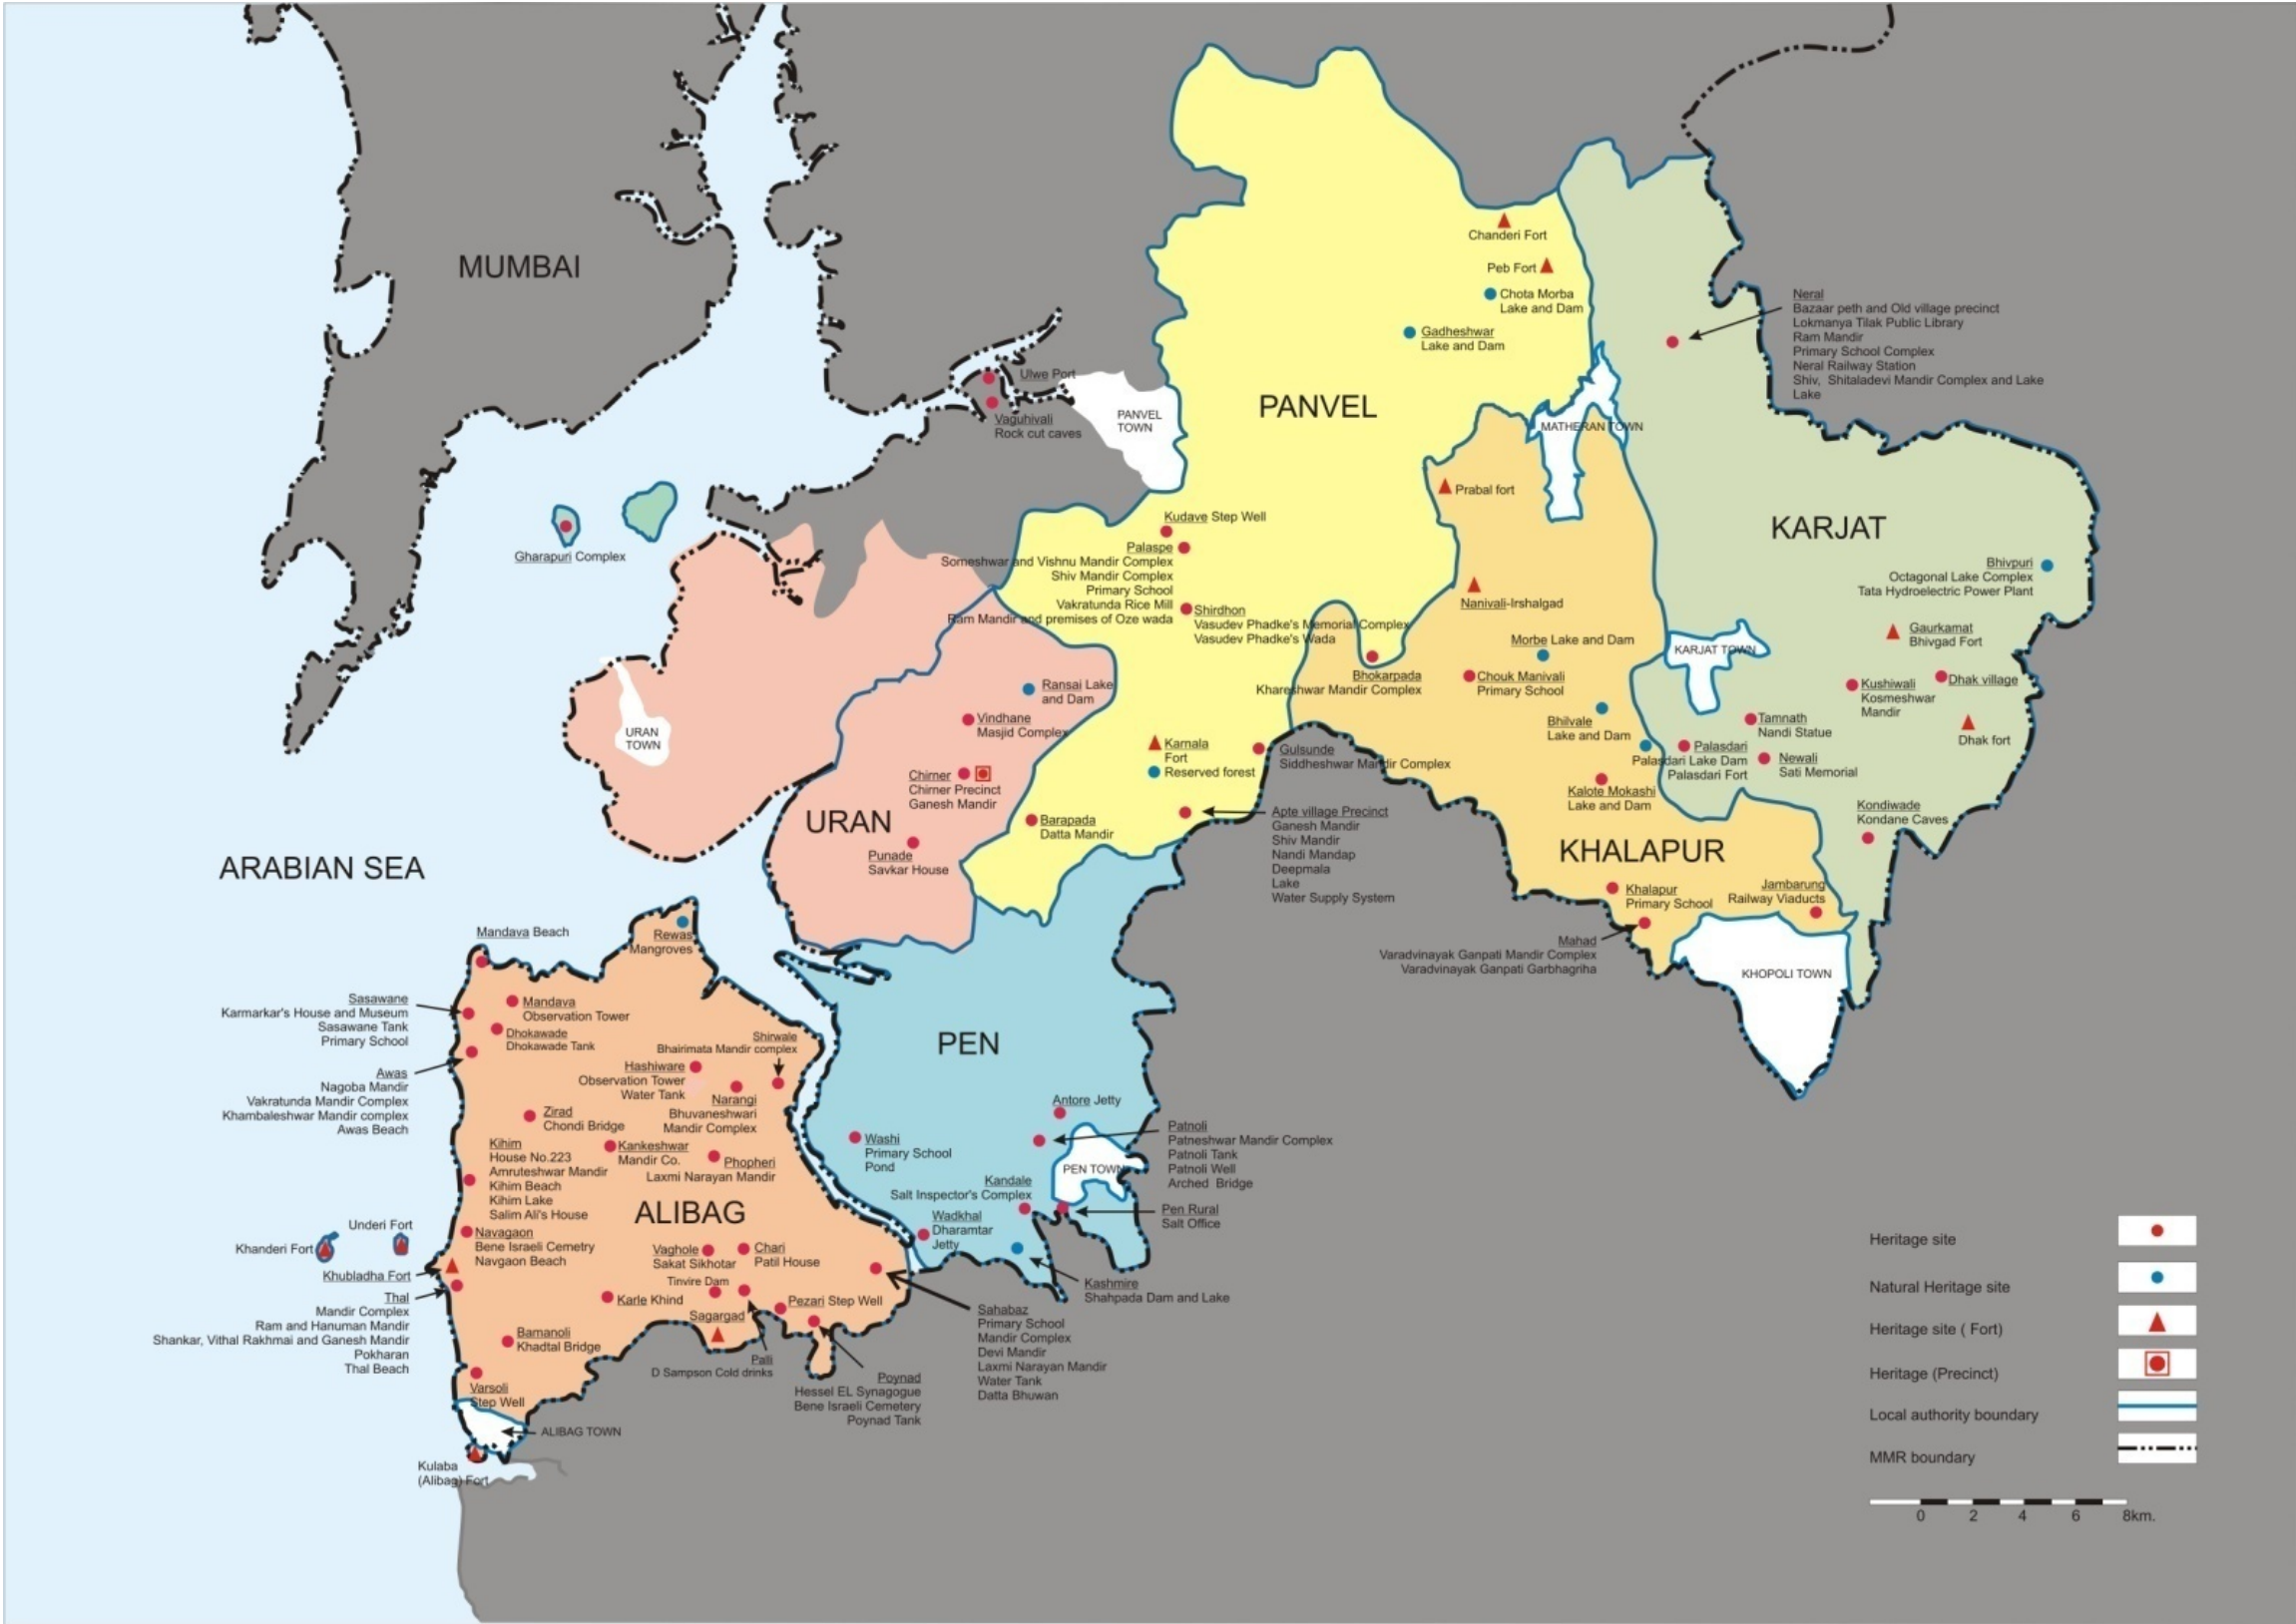 MUMBAI
Chanderi Fort
Peb Fort
Chota Morba
Lake and Dam
Gadheshwar
Lake and Dam
Neral
Bazaar peth and Old village precinct
Lokmanya Tilak Public Library
Ram Mandir
Primary School Complex
Neral Railway Station
Shiv, Shitaladevi Mandir Complex and Lake
Lake
Ulwe Port
Vaguhivali
Rock cut caves
PANVEL
TOWN
PANVEL
MATHERAN TOWN
Prabal fort
KARJAT
Gharapuri Complex
Kudave Step Well
Palaspe
Someshwar and Vishnu Mandir Complex
Shiv Mandir Complex
Primary School
Vakratunda Rice Mill
Ram Mandir and premises of Oze wada
Shirdhon
Vasudev Phadke's Memorial Complex
Vasudev Phadke's Wada
Nanivali-Irshalgad
Bhivpuri
Octagonal Lake Complex
Tata Hydroelectric Power Plant
Gaurkamat
Bhivgad Fort
Morbe Lake and Dam
KARJAT TOWN
Bhokarpada
Khareshwar Mandir Complex
Chouk Manivali
Primary School
Kushiwali
Kosmeshwar
Mandir
Dhak village
Dhak fort
Ransai Lake
and Dam
Vindhane
Masjid Complex
URAN
TOWN
Bhilvale
Lake and Dam
Tamnath
Nandi Statue
Palasdari
Palasdari Lake Dam
Palasdari Fort
Newali
Sati Memorial
Karnala
Fort
Reserved forest
Gulsunde
Siddheshwar Mandir Complex
Chirner
Chirner Precinct
Ganesh Mandir
Kalote Mokashi
Lake and Dam
Kondiwade
Kondane Caves
URAN
Barapada
Datta Mandir
Apte village Precinct
Ganesh Mandir
Shiv Mandir
Nandi Mandap
Deepmala
Lake
Water Supply System
Punade
Savkar House
KHALAPUR
ARABIAN SEA
Khalapur
Primary School
Jambarung
Railway Viaducts
Mahad
Varadvinayak Ganpati Mandir Complex
Varadvinayak Ganpati Garbhagriha
KHOPOLI TOWN
Mandava Beach
Rewas
Mangroves
Sasawane
Karmarkar's House and Museum
Sasawane Tank
Primary School
Mandava
Observation Tower
Dhokawade
Dhokawade Tank
PEN
Shirwale
Bhairimata Mandir complex
Awas
Nagoba Mandir
Vakratunda Mandir Complex
Khambaleshwar Mandir complex
Awas Beach
Hashiware
Observation Tower
Water Tank
Narangi
Bhuvaneshwari
Mandir Complex
Zirad
Chondi Bridge
Antore Jetty
Kihim
House No.223
Amruteshwar Mandir
Kihim Beach
Kihim Lake
Salim Ali's House
Kankeshwar
Mandir Co.
Phopheri
Laxmi Narayan Mandir
Washi
Primary School
Pond
Patnoli
Patneshwar Mandir Complex
Patnoli Tank
Patnoli Well
Arched Bridge
PEN TOWN
Kandale
Salt Inspector's Complex
Pen Rural
Salt Office
ALIBAG
Wadkhal
Dharamtar
Jetty
Underi Fort
Khanderi Fort
Navagaon
Bene Israeli Cemetry
Navgaon Beach
Vaghole
Sakat Sikhotar
Chari
Patil House
Khubladha Fort
Tinvire Dam
Kashmire
Shahpada Dam and Lake
Thal
Mandir Complex
Ram and Hanuman Mandir
Shankar, Vithal Rakhmai and Ganesh Mandir
Pokharan
Thal Beach
Karle Khind
Pezari Step Well
Sagargad
Sahabaz
Primary School
Mandir Complex
Devi Mandir
Laxmi Narayan Mandir
Water Tank
Datta Bhuwan
Bamanoli
Khadtal Bridge
Palli
D Sampson Cold drinks
Poynad
Hessel EL Synagogue
Bene Israeli Cemetery
Poynad Tank
Varsoli
Step Well
ALIBAG TOWN
Kulaba
(Alibag) Fort
Heritage site
Natural Heritage site
Heritage site ( Fort)
Heritage (Precinct)
Local authority boundary
MMR boundary
0 2 4 6 8km.